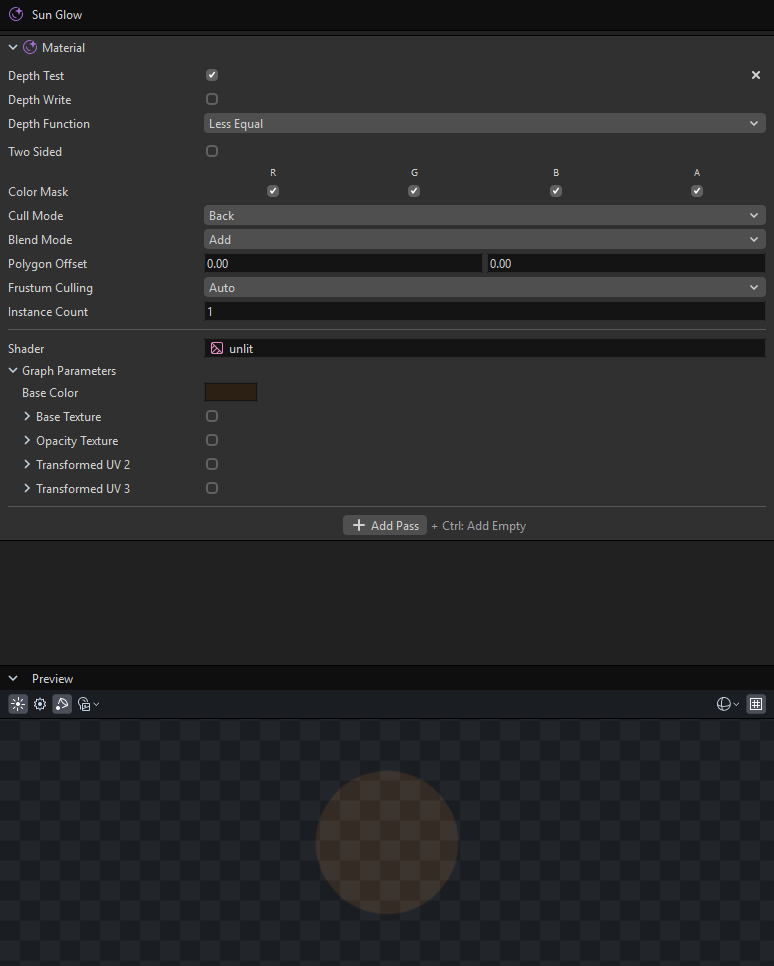 Sun Glow
Material
Depth Test
Depth Write
Depth Function Less Equal
Two Sided
R G B A
Color Mask
Cull Mode Back
Blend Mode Add
Polygon Offset 0.00 0.00
Frustum Culling Auto
Instance Count 1
Shader unlit
Graph Parameters
Base Color
Base Texture
Opacity Texture
Transformed UV 2
Transformed UV 3
Add Pass + Ctrl: Add Empty
Preview